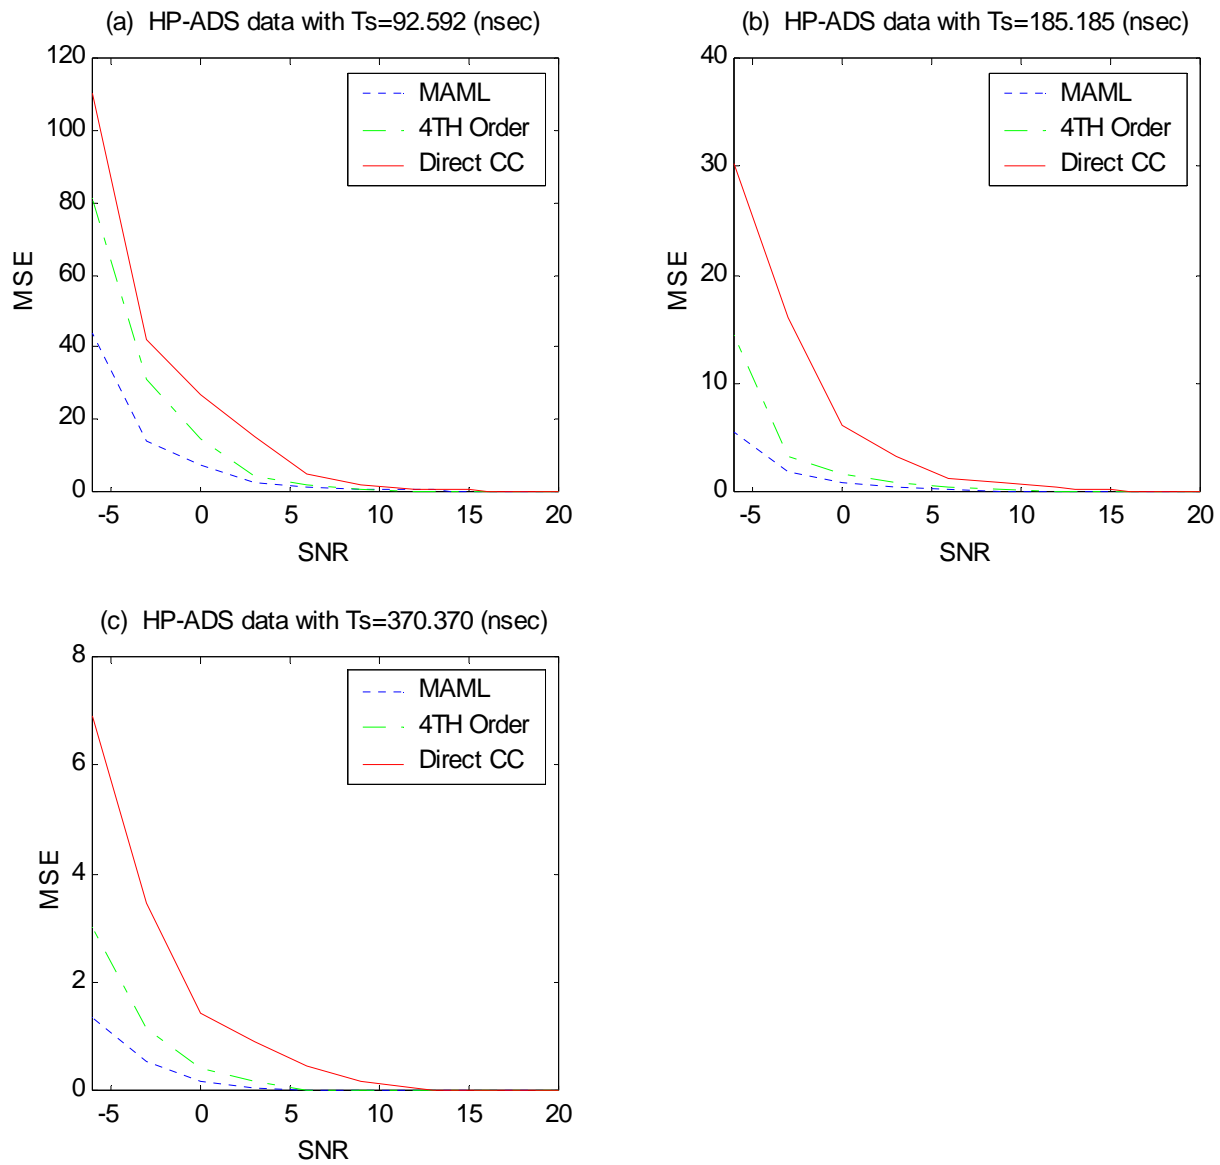 (a) HP-ADS data with Ts=92.592 (nsec)
120
100
80
60
40
20
0
MSE
-5 0 5 10 15 20
SNR
MAML
4TH Order
Direct CC
(b) HP-ADS data with Ts=185.185 (nsec)
40
30
20
10
0
MSE
-5 0 5 10 15 20
SNR
MAML
4TH Order
Direct CC
(c) HP-ADS data with Ts=370.370 (nsec)
8
6
4
2
0
MSE
-5 0 5 10 15 20
SNR
MAML
4TH Order
Direct CC